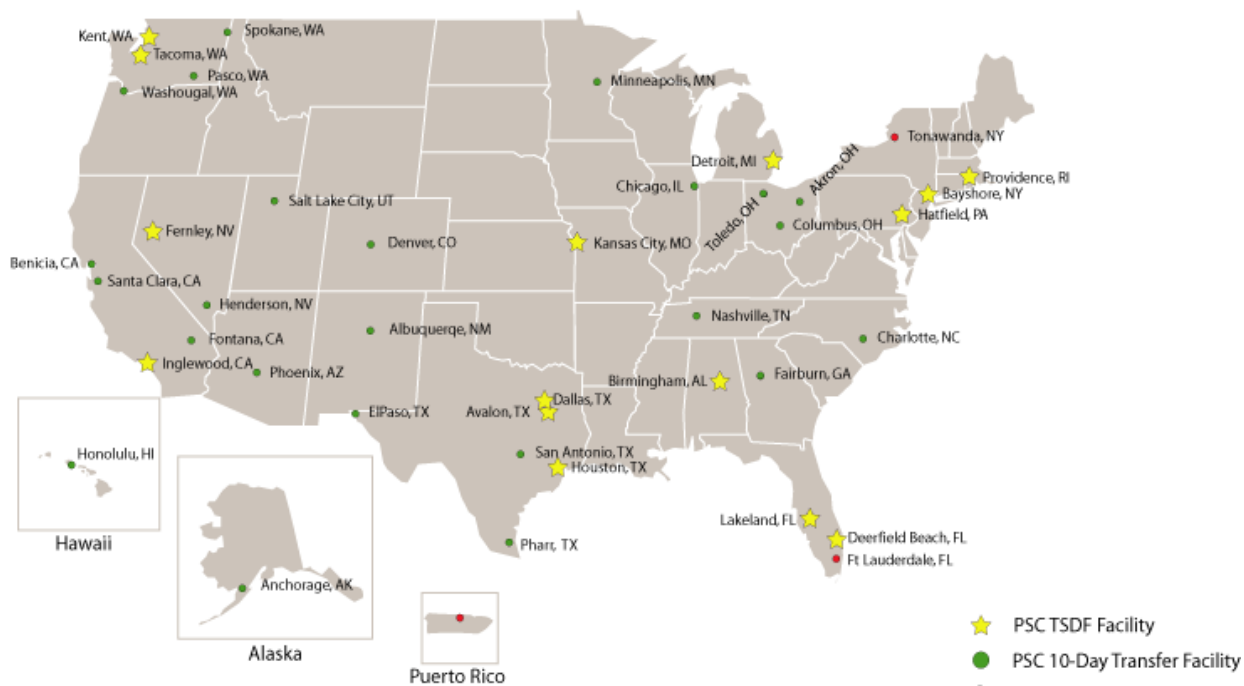 Kent, WA
Spokane, WA
Tacoma, WA
Pasco, WA
Washougal, WA
Minneapolis, MN
Tonawanda, NY
Detroit, MI
Akron, OH
Providence, RI
Chicago, IL
Bayshore, NY
Salt Lake City, UT
Toledo, OH
Hatfield, PA
Columbus, OH
Fernley, NV
Denver, CO
Kansas City, MO
Benicia, CA
Santa Clara, CA
Henderson, NV
Nashville, TN
Albuquerqe, NM
Fontana, CA
Charlotte, NC
Inglewood, CA
Phoenix, AZ
Birmingham, AL
Fairburn, GA
Dallas, TX
ElPaso, TX
Avalon, TX
Honolulu, HI
San Antonio, TX
Houston, TX
Lakeland, FL
Hawaii
Pharr, TX
Deerfield Beach, FL
Ft Lauderdale, FL
Anchorage, AK
PSC TSDF Facility
Alaska
PSC 10-Day Transfer Facility
Puerto Rico